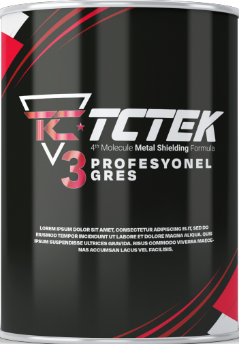 TC TCTEK
4th Molecule Metal Shielding Formula
3 PROFESYONEL
GRES
LOREM IPSUM DOLOR SIT AMET, CONSECTETUR ADIPISCING ELIT, SED DO
EIUSMOD TEMPOR INCIDIDUNT UT LABORE ET DOLORE MAGNA ALIQUA. QUIS
IPSUM SUSPENDISSE ULTRICES GRAVIDA. RISUS COMMODO VIVERRA MAECE-
NAS ACCUMSAN LACUS VEL FACILISIS.